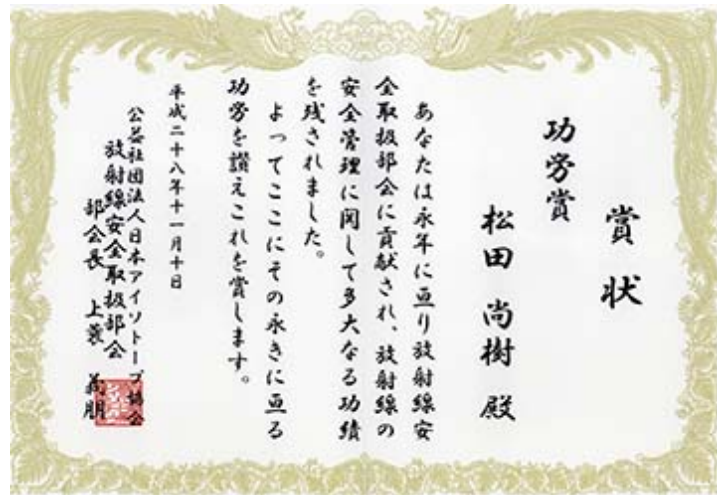 賞状
功労賞
松田 尚樹 殿
あなたは永年に亘り放射線安
全取扱部会に貢献され、放射線の
安全管理に関して多大なる功績
を残されました。
よってここにその永きに亘る
功労を讃えこれを賞します。
平成二十八年十一月十日
公益社団法人日本アイソトープ協会
放射線安全取扱部会
部会長 上蓑 義朋